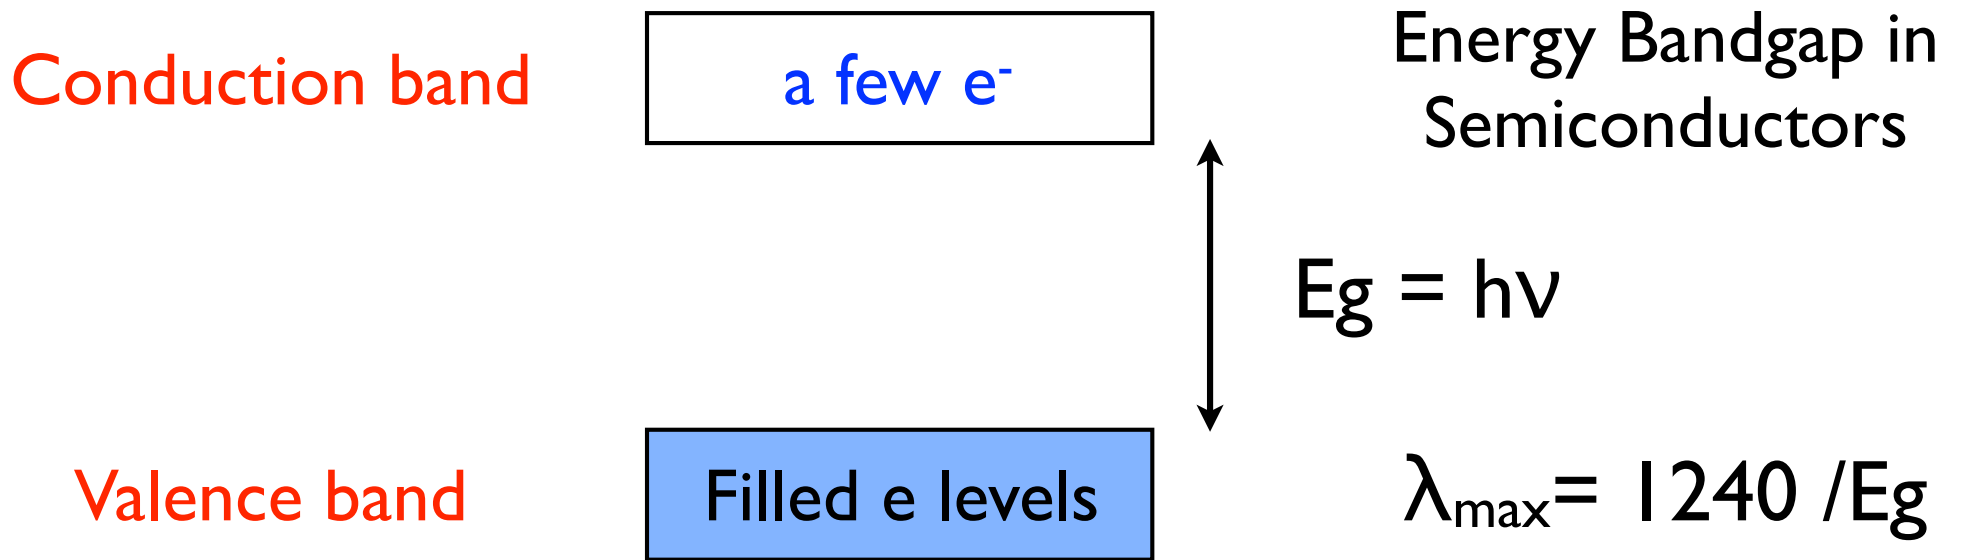 Conduction band
a few e⁻
Energy Bandgap in
Semiconductors
Eg = hν
Valence band
Filled e levels
λmax= 1240 /Eg